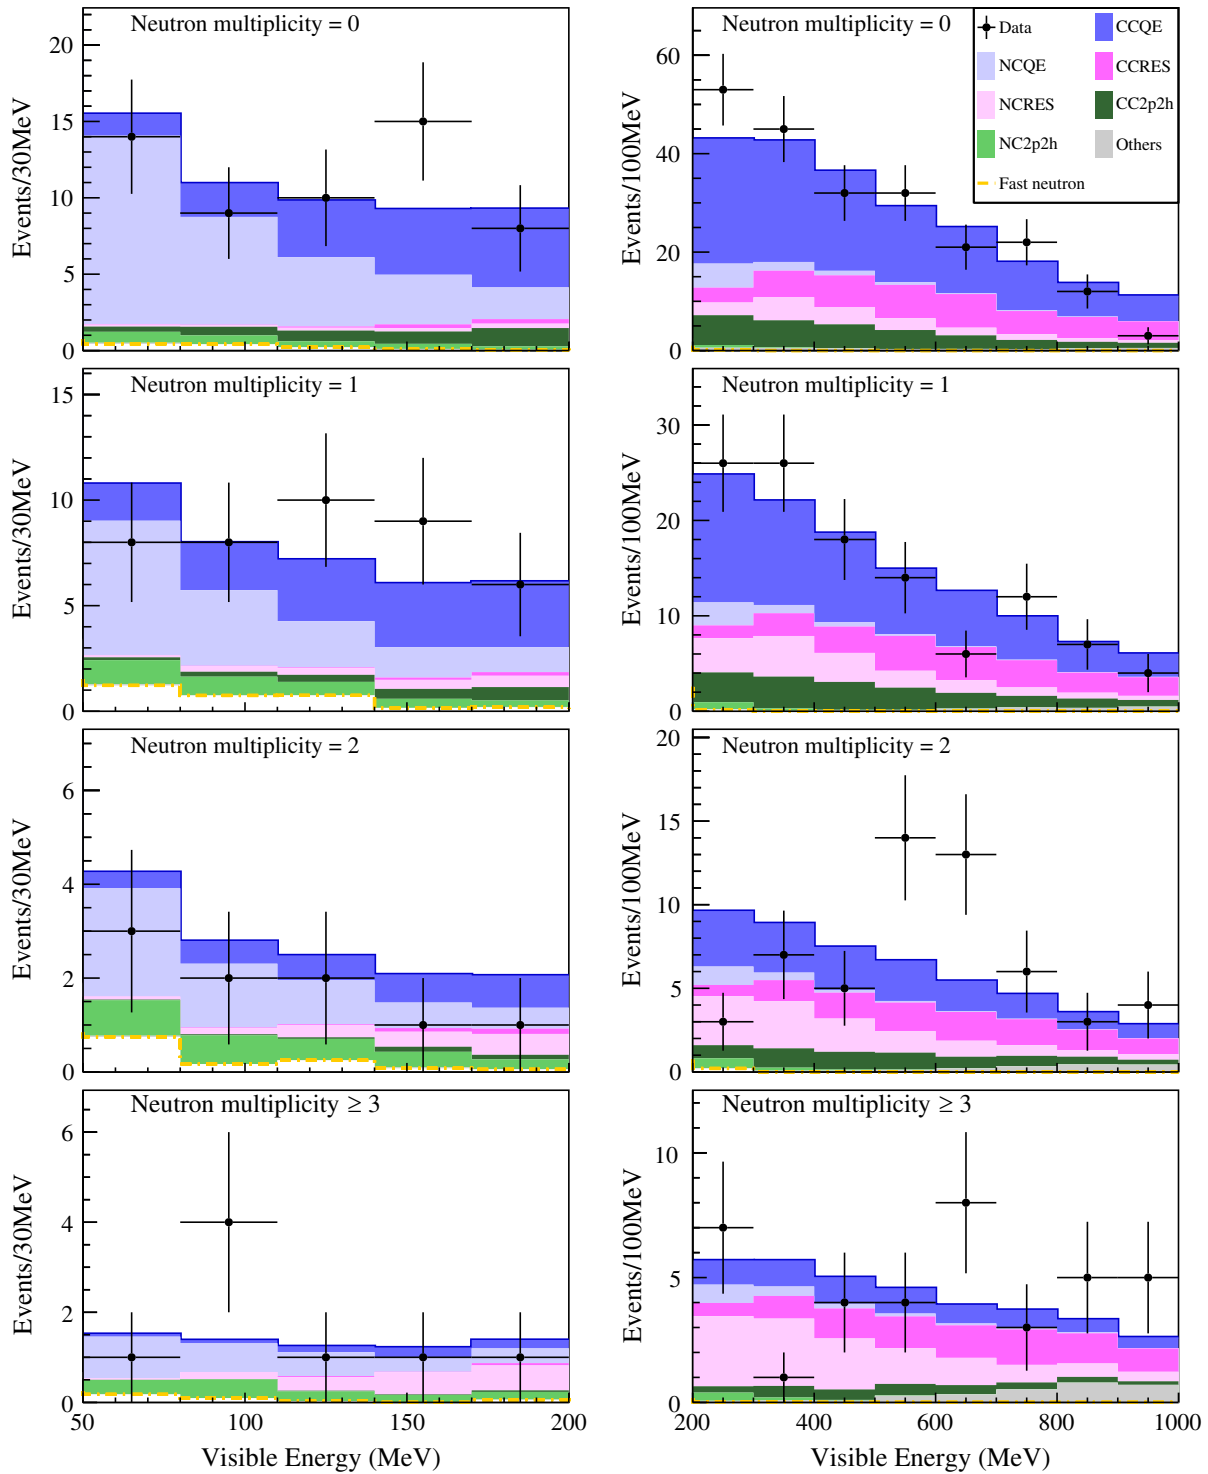 Neutron multiplicity = 0
20
15
10
5
0
Events/30MeV
Neutron multiplicity = 0
60
40
20
0
Events/100MeV
Data
CCQE
NCQE
CCRES
NCRES
CC2p2h
NC2p2h
Others
Fast neutron
Neutron multiplicity = 1
15
10
5
0
Events/30MeV
Neutron multiplicity = 1
30
20
10
0
Events/100MeV
Neutron multiplicity = 2
6
4
2
0
Events/30MeV
Neutron multiplicity = 2
20
15
10
5
0
Events/100MeV
Neutron multiplicity ≥ 3
6
4
2
0
Events/30MeV
50 100 150 200
Visible Energy (MeV)
Neutron multiplicity ≥ 3
10
5
0
Events/100MeV
200 400 600 800 1000
Visible Energy (MeV)